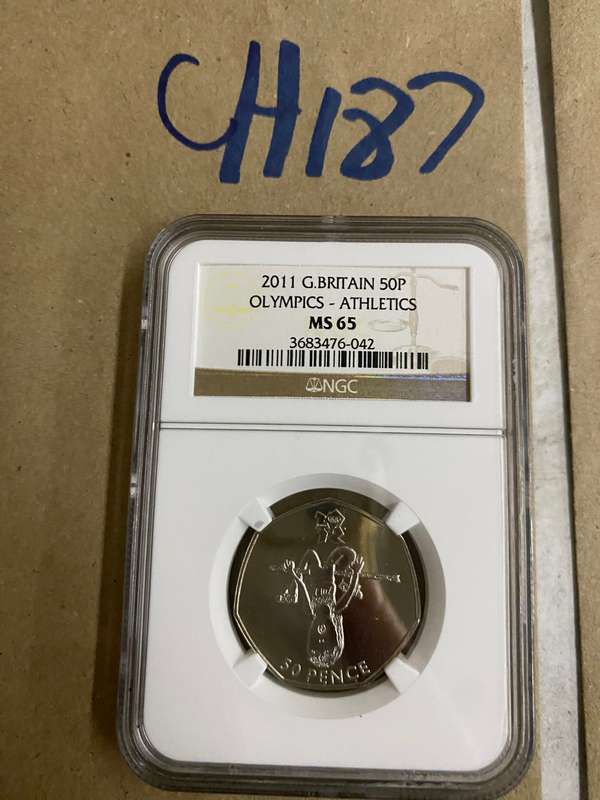 CH187
2011 G.BRITAIN 50P
OLYMPICS - ATHLETICS
MS 65
3683476-042
NGC
50 PENCE